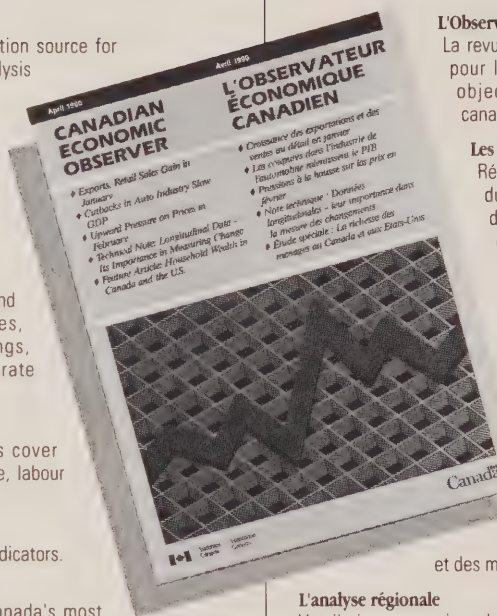 tion source for
lysis
nd
es,
ngs,
rate
s cover
e, labour
dicators.
anada's most
April 1990
CANADIAN
ECONOMIC
OBSERVER
♦ Exports, Retail Sales Gain in
January
♦ Cutbacks in Auto Industry Slow
GDP
♦ Upward Pressure on Prices in
February
♦ Technical Note: Longitudinal Data -
Its Importance in Measuring Change
♦ Feature Article: Household Wealth in
Canada and the U.S.
Avril 1990
L'OBSERVATEUR
ÉCONOMIQUE
CANADIEN
♦ Croissance des exportations et des
ventes au détail en janvier
♦ Les coupures dans l'industrie de
l'automobile ralentissent le PIB
♦ Pressions à la hausse sur les prix en
février
♦ Note technique : Données
longitudinales - leur importance dans
la mesure des changements
♦ Étude spéciale : La richesse des
ménages au Canada et aux États-Unis
Statistics Canada
Statistique Canada
Canada
L'Observ
La revu
pour l
objec
cana
Les
Ré
du
d
et des m
L'analyse régionale